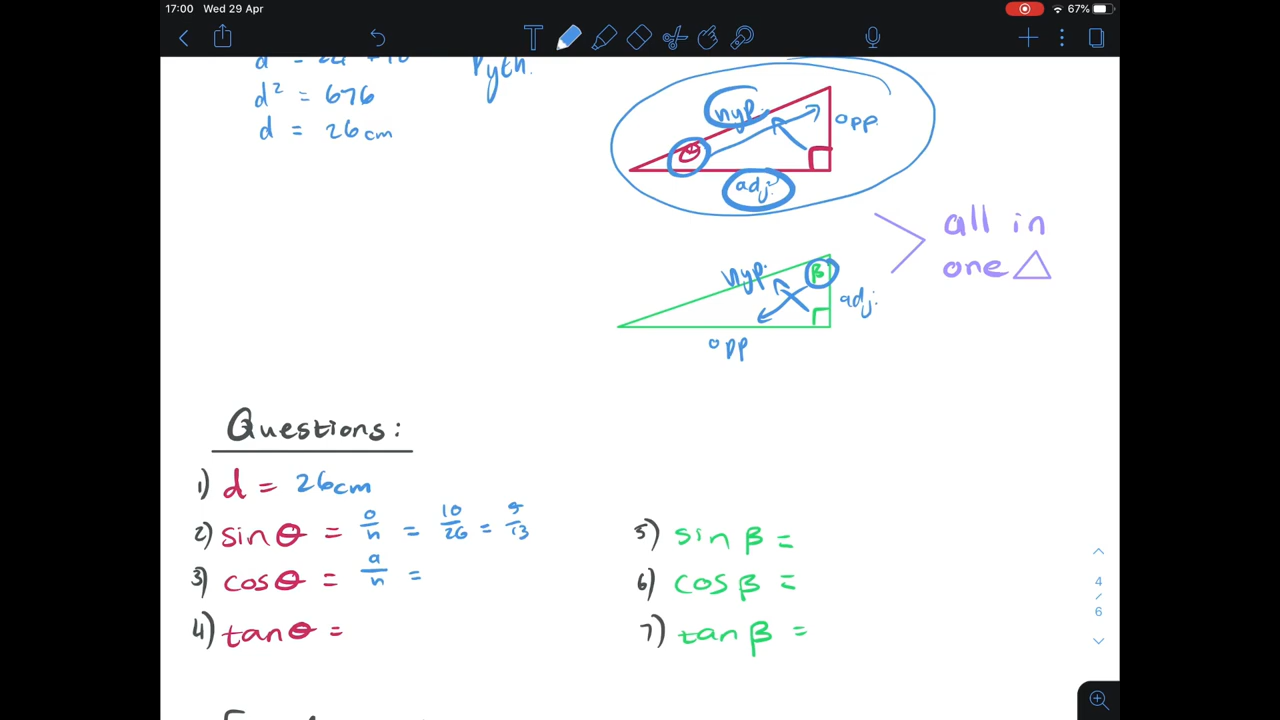 17:00 Wed 29 Apr
67%
T
Pyth.
d² = 676
d = 26cm
hyp.
opp.
θ
adj.
all in
one △
hyp.
β
adj.
opp
Questions:
1) d = 26cm
2) sin θ = o/h = 10/26 = 5/13
3) cos θ = a/h =
4) tan θ =
5) sin β =
6) cos β =
7) tan β =
4
/
6